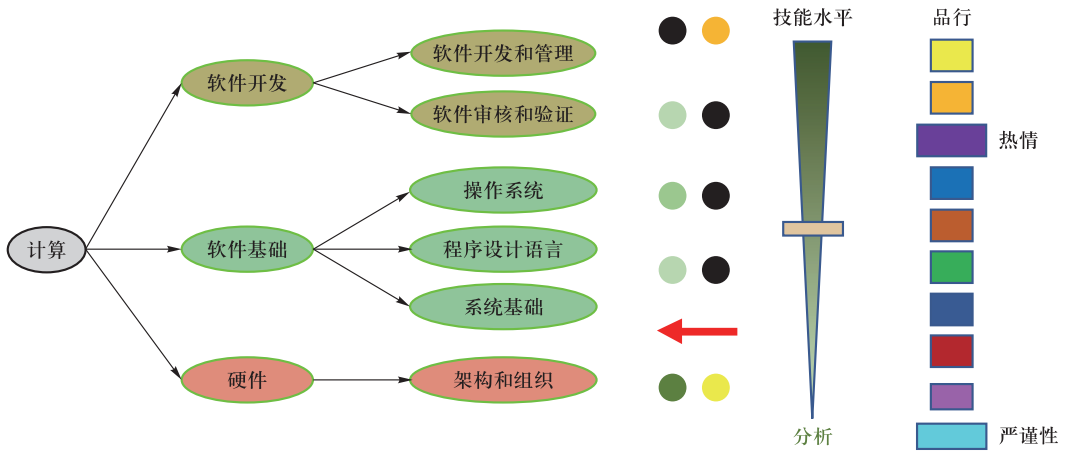 技能水平
品行
软件开发和管理
软件开发
软件审核和验证
热情
操作系统
计算
软件基础
程序设计语言
系统基础
硬件
架构和组织
分析
严谨性